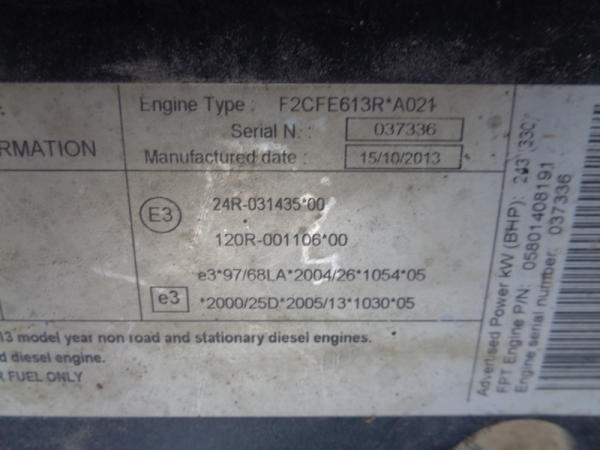 Engine Type : F2CFE613R*A021
Serial N. : 037336
RMATION
Manufactured date : 15/10/2013
E3
24R-031435*00
120R-001106*00
e3*97/68LA*2004/26*1054*05
e3
*2000/25D*2005/13*1030*05
13 model year non road and stationary diesel engines.
d diesel engine.
R FUEL ONLY
Advertised Power kW (BHP): 243 (330)
FPT Engine P/N: 05801408191
Engine serial number: 037336